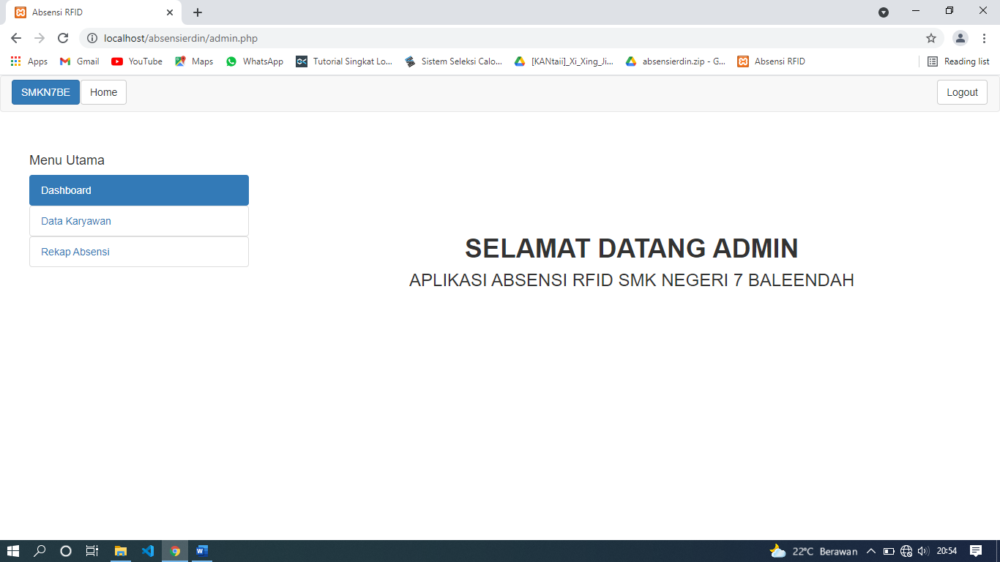 Absensi RFID
localhost/absensierdin/admin.php
Apps Gmail YouTube Maps WhatsApp Tutorial Singkat Lo... Sistem Seleksi Calo... [KANtaii]_Xi_Xing_Ji... absensierdin.zip - G... Absensi RFID Reading list
SMKN7BE Home Logout
Menu Utama
Dashboard
Data Karyawan
Rekap Absensi
SELAMAT DATANG ADMIN
APLIKASI ABSENSI RFID SMK NEGERI 7 BALEENDAH
22°C Berawan 20:54